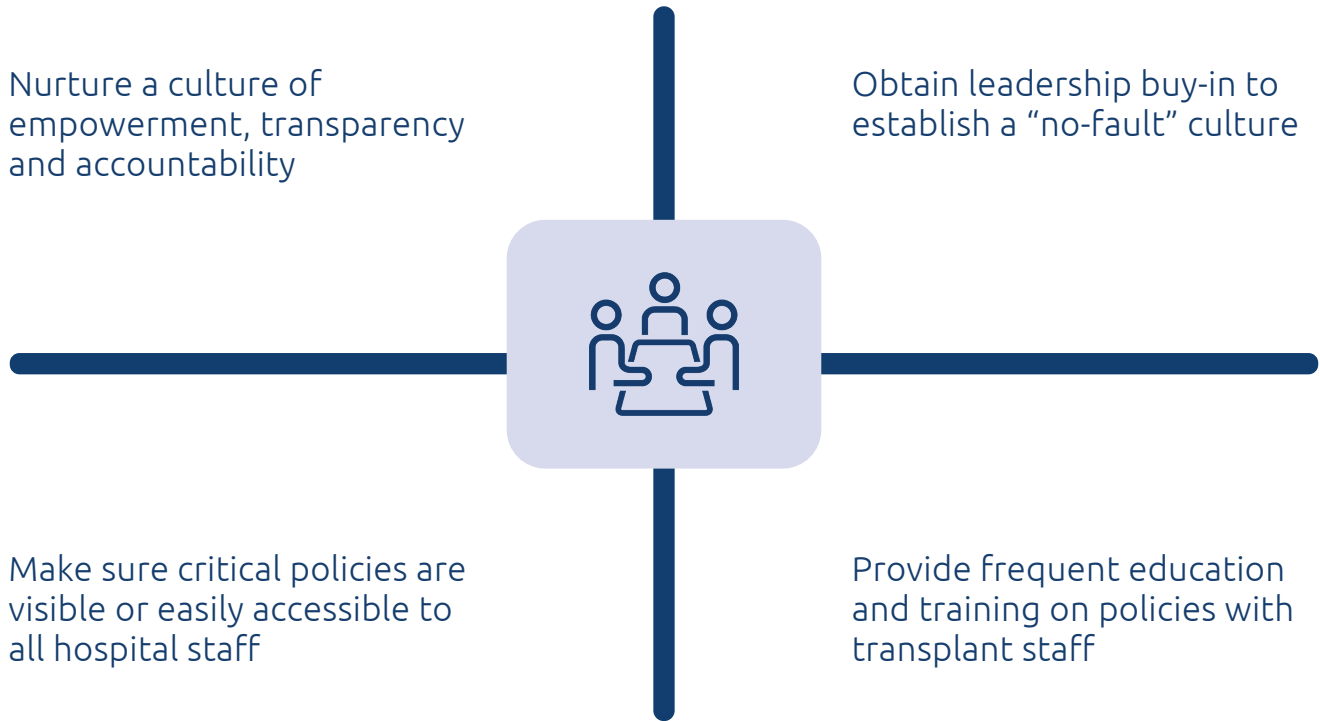 Nurture a culture of
empowerment, transparency
and accountability
Obtain leadership buy-in to
establish a “no-fault” culture
Make sure critical policies are
visible or easily accessible to
all hospital staff
Provide frequent education
and training on policies with
transplant staff